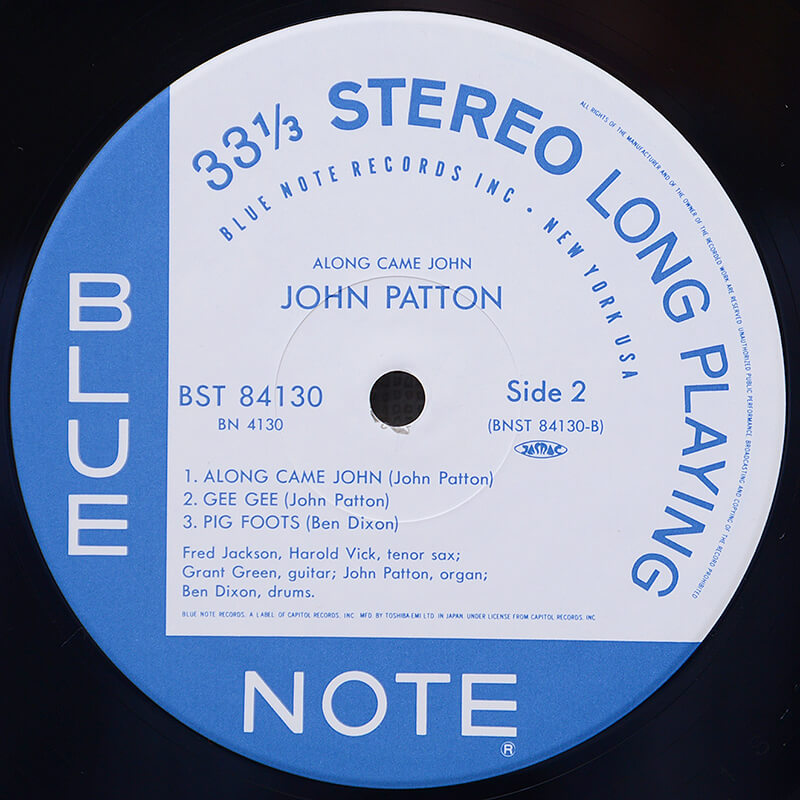 33⅓ STEREO LONG PLAYING
BLUE NOTE RECORDS INC • NEW YORK USA
ALL RIGHTS OF THE MANUFACTURER AND OF THE OWNER OF THE RECORDED WORK ARE RESERVED. UNAUTHORIZED PUBLIC PERFORMANCE, BROADCASTING AND COPYING OF THE RECORD PROHIBITED
ALONG CAME JOHN
JOHN PATTON
BLUE
BST 84130
BN 4130
Side 2
(BNST 84130-B)
JASRAC
1. ALONG CAME JOHN (John Patton)
2. GEE GEE (John Patton)
3. PIG FOOTS (Ben Dixon)
Fred Jackson, Harold Vick, tenor sax;
Grant Green, guitar; John Patton, organ;
Ben Dixon, drums.
BLUE NOTE RECORDS. A LABEL OF CAPITOL RECORDS, INC MFD. BY TOSHIBA EMI LTD IN JAPAN. UNDER LICENSE FROM CAPITOL RECORDS, INC
NOTE
®